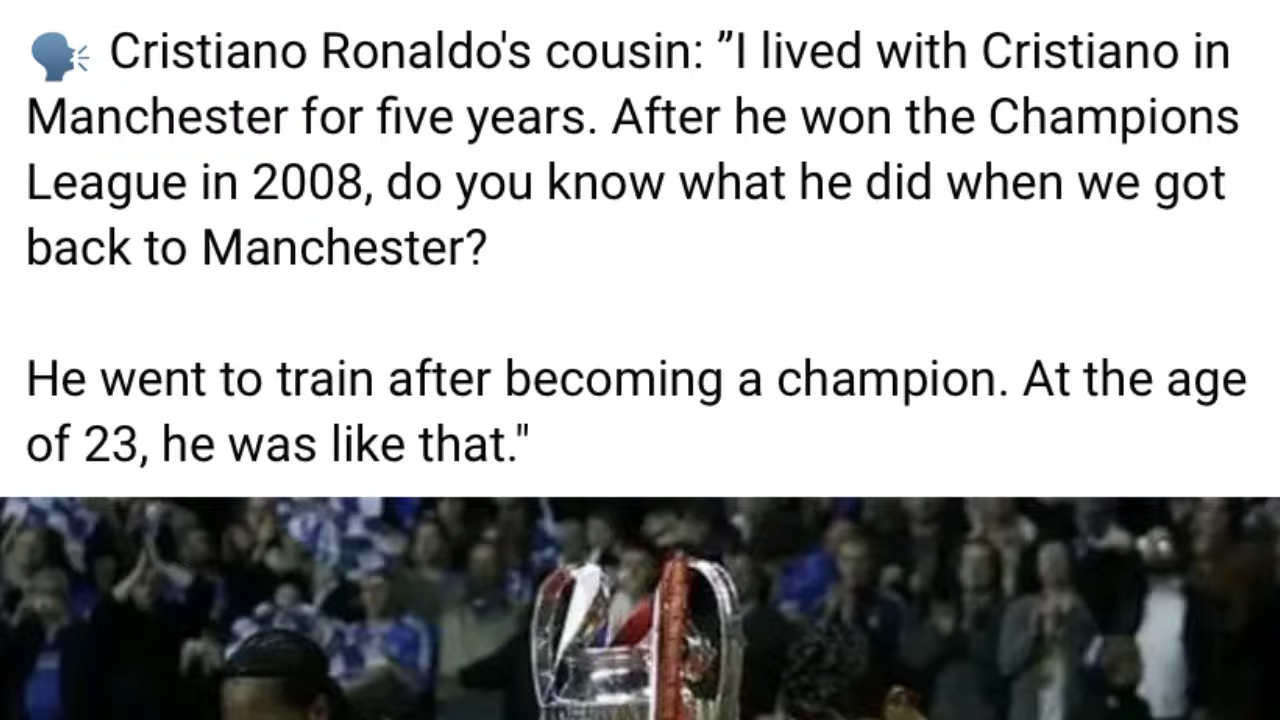 🗣️ Cristiano Ronaldo's cousin: ”I lived with Cristiano in
Manchester for five years. After he won the Champions
League in 2008, do you know what he did when we got
back to Manchester?
He went to train after becoming a champion. At the age
of 23, he was like that."